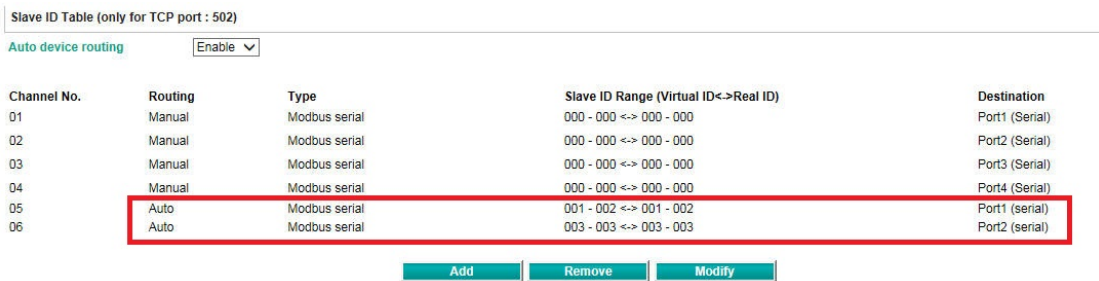 Slave ID Table (only for TCP port : 502)
Auto device routing Enable
Channel No. Routing Type Slave ID Range (Virtual ID<->Real ID) Destination
01 Manual Modbus serial 000 - 000 <-> 000 - 000 Port1 (Serial)
02 Manual Modbus serial 000 - 000 <-> 000 - 000 Port2 (Serial)
03 Manual Modbus serial 000 - 000 <-> 000 - 000 Port3 (Serial)
04 Manual Modbus serial 000 - 000 <-> 000 - 000 Port4 (Serial)
05 Auto Modbus serial 001 - 002 <-> 001 - 002 Port1 (serial)
06 Auto Modbus serial 003 - 003 <-> 003 - 003 Port2 (serial)
Add Remove Modify